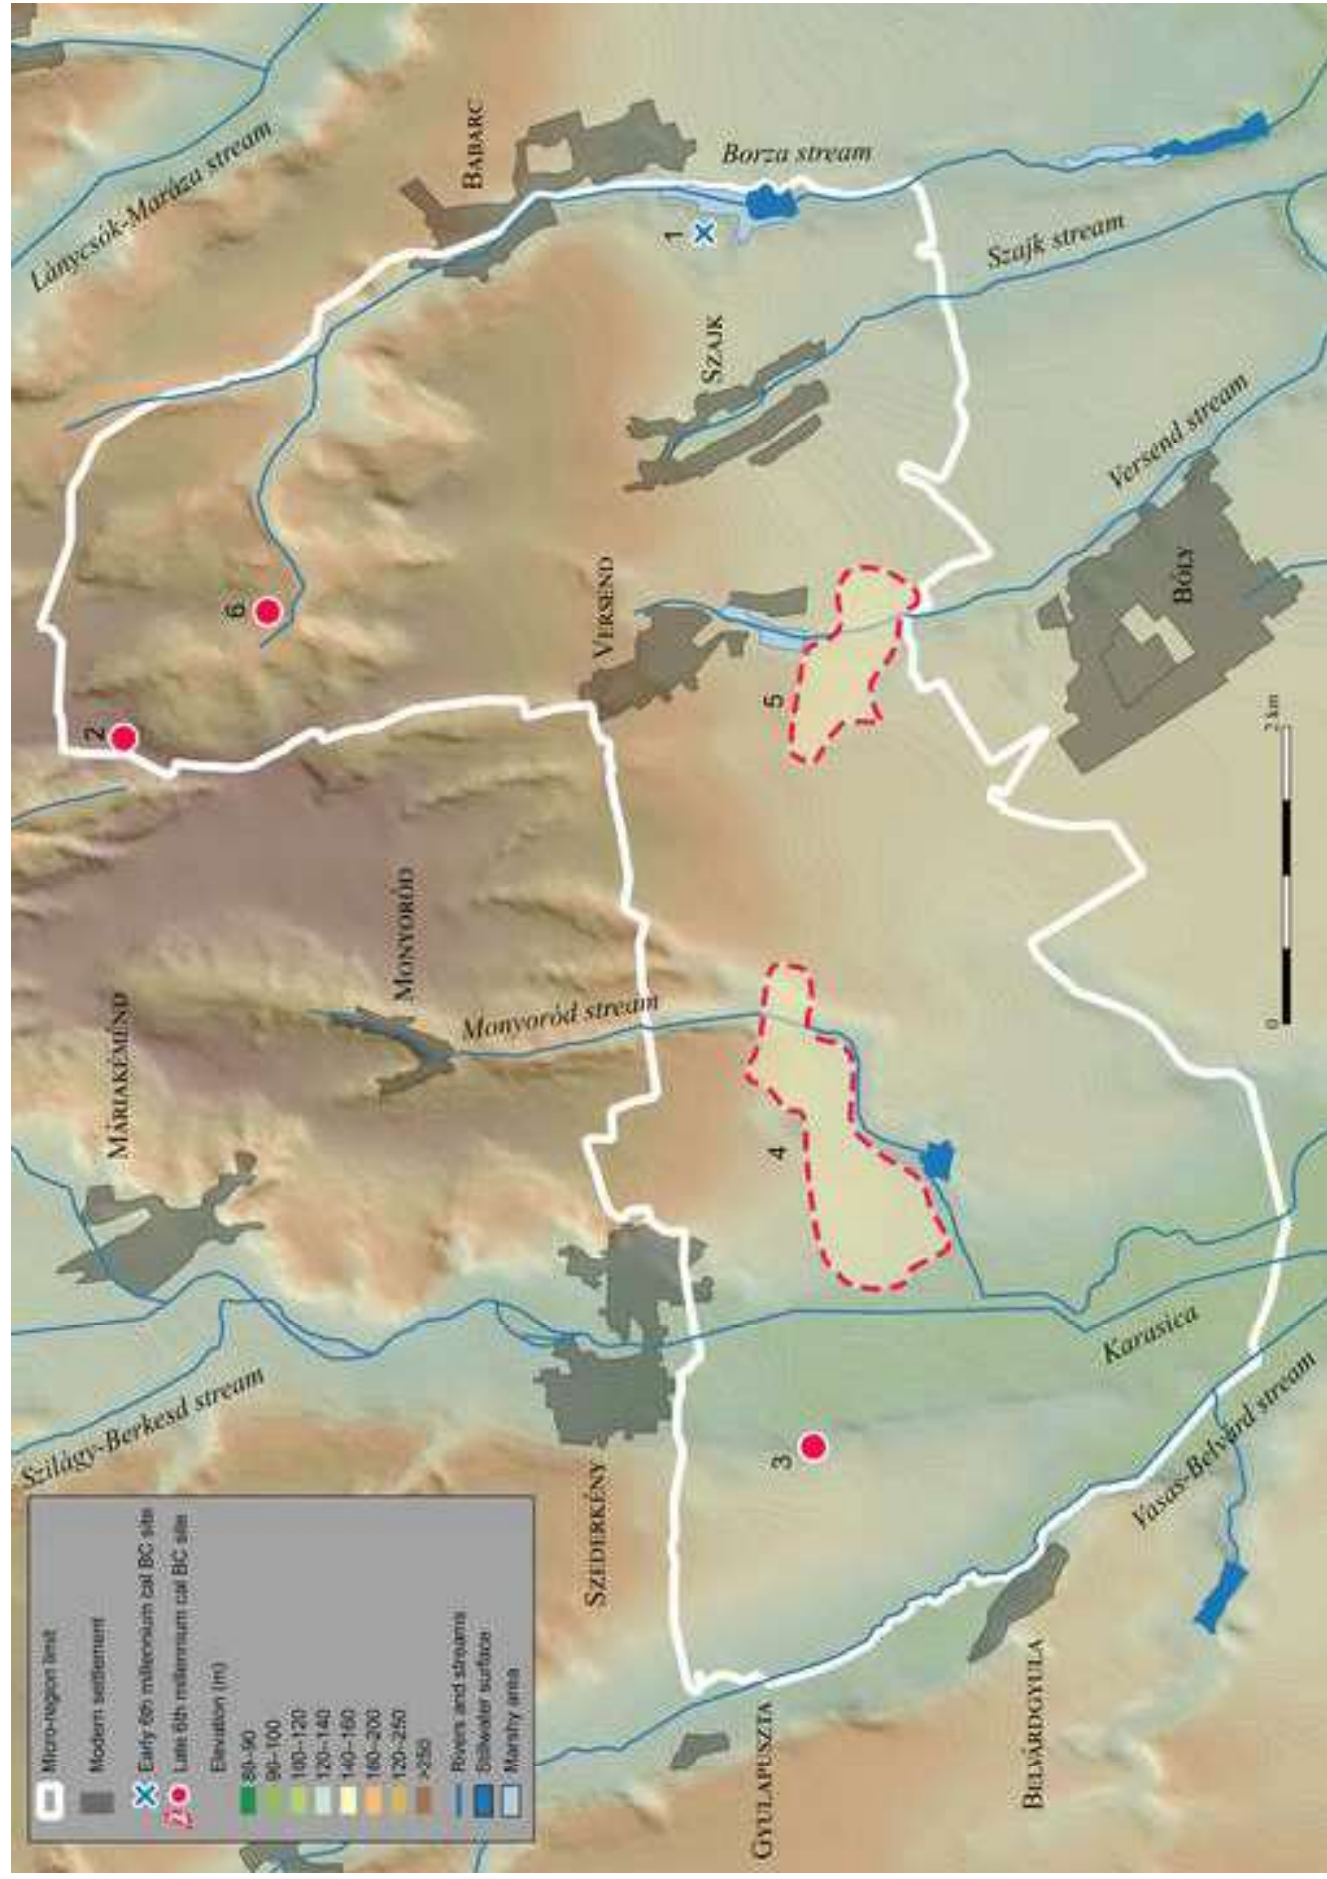 Micro-region limit
Modern settlement
Early 6th millennium cal BC site
Late 6th millennium cal BC site
Elevation (m)
80–90
90–100
100–120
120–140
140–160
160–200
120–250
>250
Rivers and streams
Stillwater surface
Marshy area
Szilágy-Berkesd stream
Máriakéménd
Monyoród
Monyoród stream
Lánycsók-Maráza stream
Babarc
Borza stream
Szajk
Szajk stream
Versend
Versend stream
Bóly
Szederkény
Gyulapuszta
Belvárdgyula
Karasica
Vasas-Belvárd stream
1
2
3
4
5
6
0
2 km